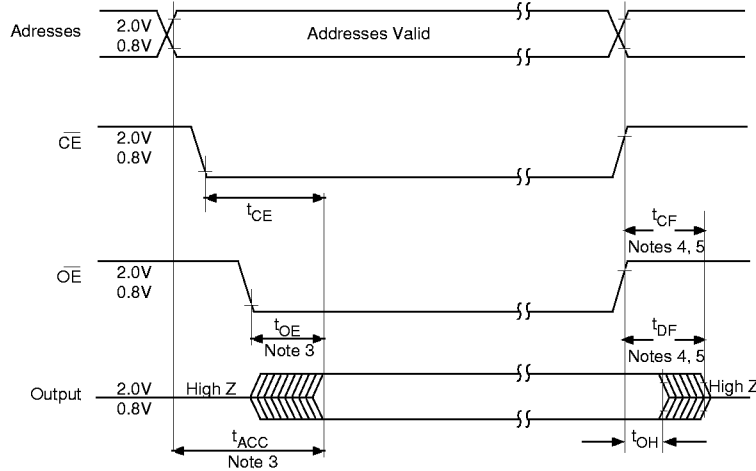 Adresses
2.0V
0.8V
Addresses Valid
CE
2.0V
0.8V
tCE
tCF
Notes 4, 5
OE
2.0V
0.8V
tOE
Note 3
tDF
Notes 4, 5
Output
2.0V
0.8V
High Z
High Z
tACC
Note 3
tOH